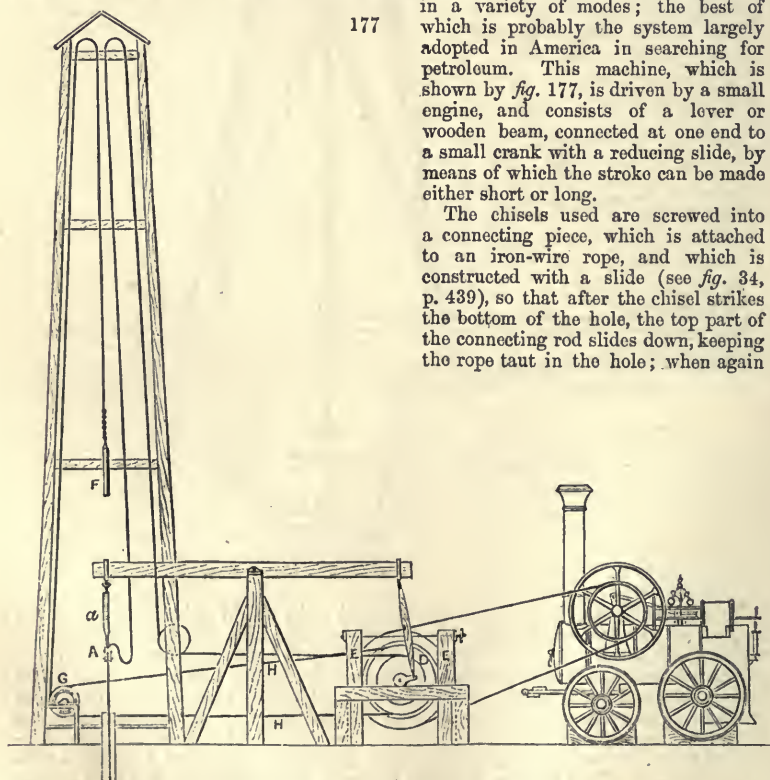 in a variety of modes; the best of
177
which is probably the system largely
adopted in America in searching for
petroleum. This machine, which is
shown by fig. 177, is driven by a small
engine, and consists of a lever or
wooden beam, connected at one end to
a small crank with a reducing slide, by
means of which the stroke can be made
either short or long.
The chisels used are screwed into
a connecting piece, which is attached
to an iron-wire rope, and which is
constructed with a slide (see fig. 34,
p. 439), so that after the chisel strikes
the bottom of the hole, the top part of
the connecting rod slides down, keeping
the rope taut in the hole; when again
F
a
A
G
H
E
D
E
H